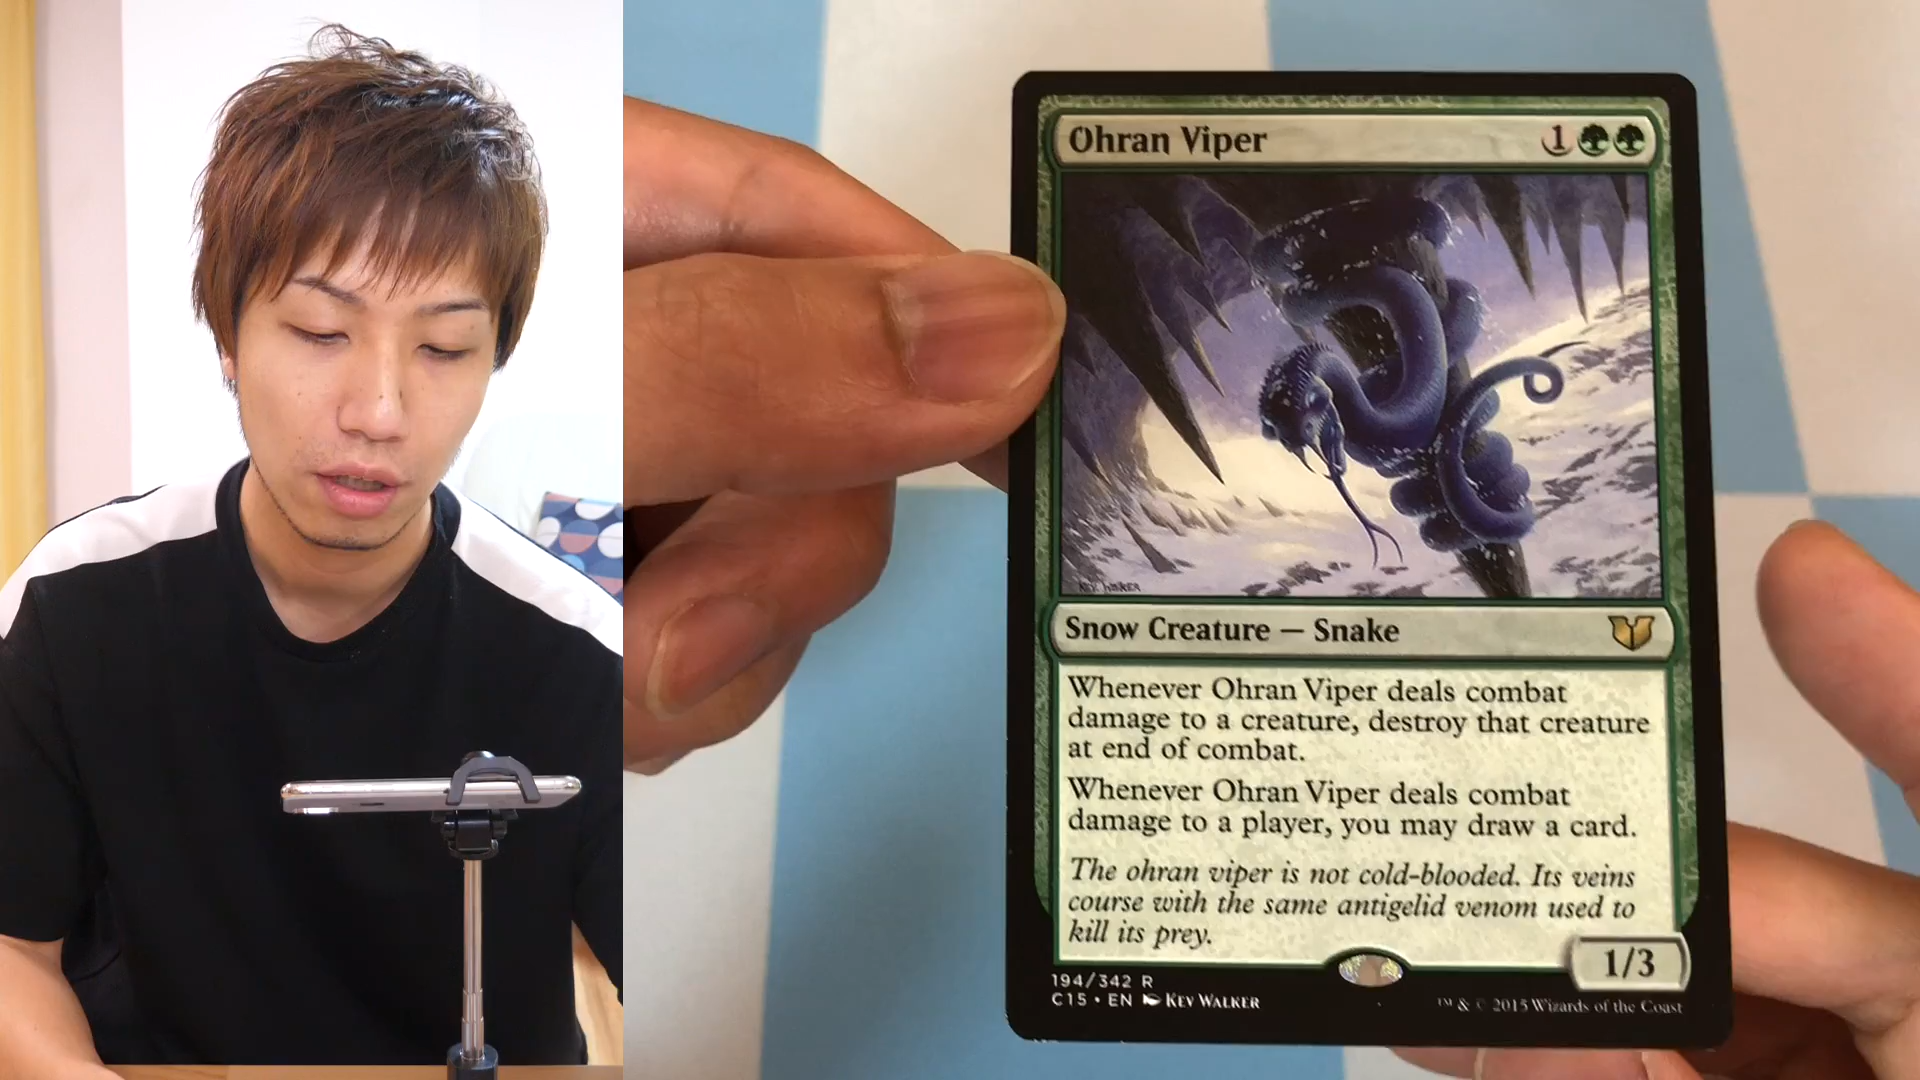 Ohran Viper 1
KEV. WALKER
Snow Creature — Snake
Whenever Ohran Viper deals combat
damage to a creature, destroy that creature
at end of combat.
Whenever Ohran Viper deals combat
damage to a player, you may draw a card.
The ohran viper is not cold-blooded. Its veins
course with the same antigelid venom used to
kill its prey.
1/3
194/342 R
C15 • EN KEV WALKER
™ & © 2015 Wizards of the Coast